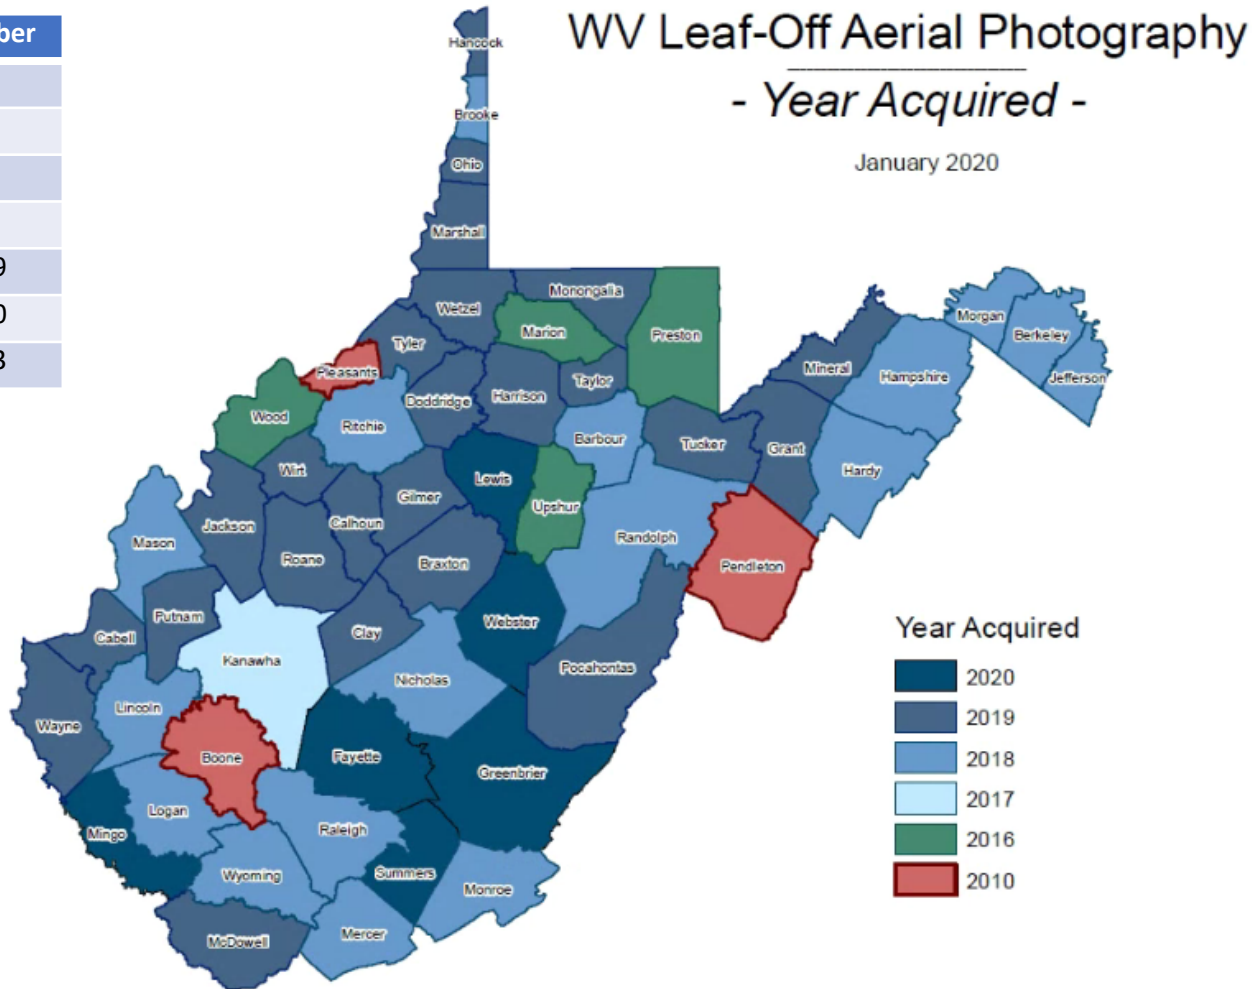 WV Leaf-Off Aerial Photography
- Year Acquired -
January 2020
9
0
3
Hancock
Brooke
Ohio
Marshall
Wetzel
Monongalia
Marion
Preston
Tyler
Pleasants
Doddridge
Harrison
Taylor
Wood
Ritchie
Barbour
Tucker
Mineral
Grant
Hampshire
Hardy
Morgan
Berkeley
Jefferson
Wirt
Gilmer
Lewis
Upshur
Randolph
Pendleton
Jackson
Calhoun
Roane
Braxton
Mason
Putnam
Cabell
Clay
Webster
Pocahontas
Kanawha
Nicholas
Wayne
Lincoln
Boone
Fayette
Greenbrier
Logan
Mingo
Raleigh
Wyoming
Summers
Monroe
McDowell
Mercer
Year Acquired
2020
2019
2018
2017
2016
2010